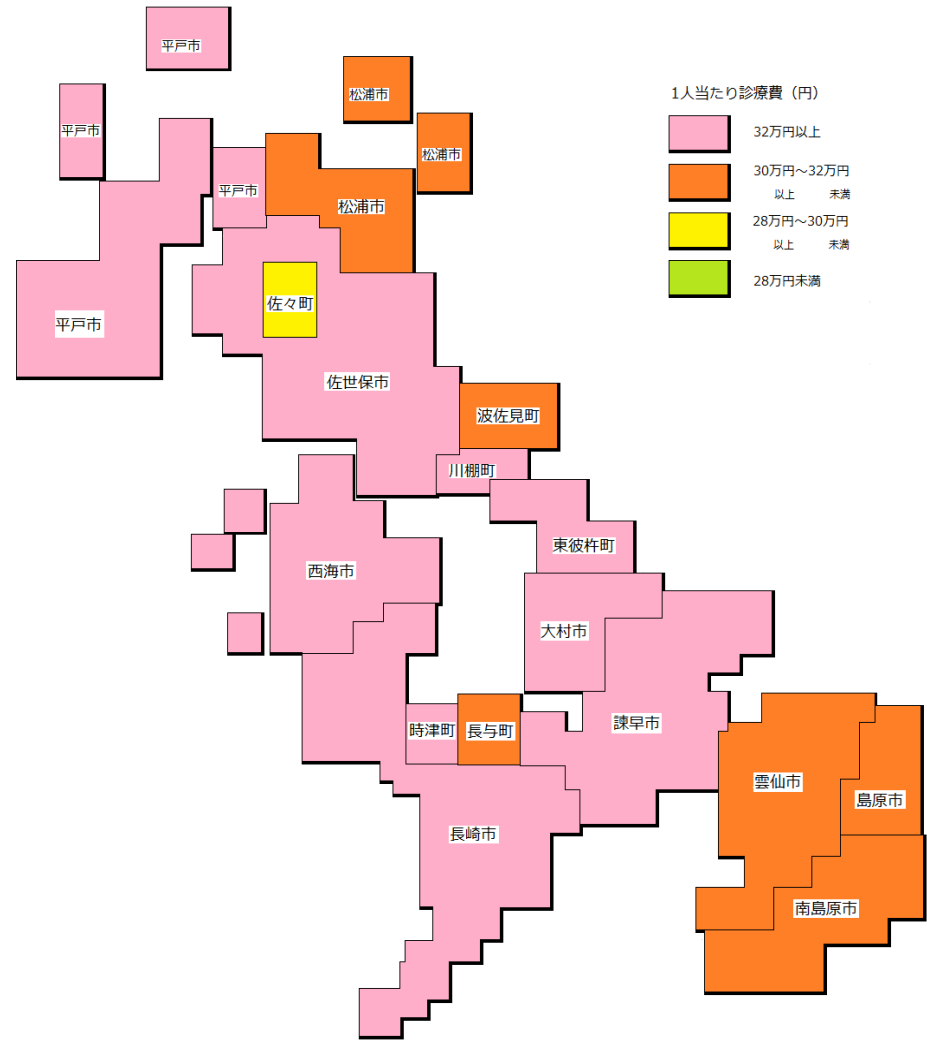 平戸市
松浦市
1人当たり診療費（円）
平戸市
32万円以上
松浦市
30万円～32万円
以上 未満
平戸市
松浦市
28万円～30万円
以上 未満
28万円未満
佐々町
平戸市
佐世保市
波佐見町
川棚町
東彼杵町
西海市
大村市
諫早市
時津町
長与町
雲仙市
島原市
長崎市
南島原市